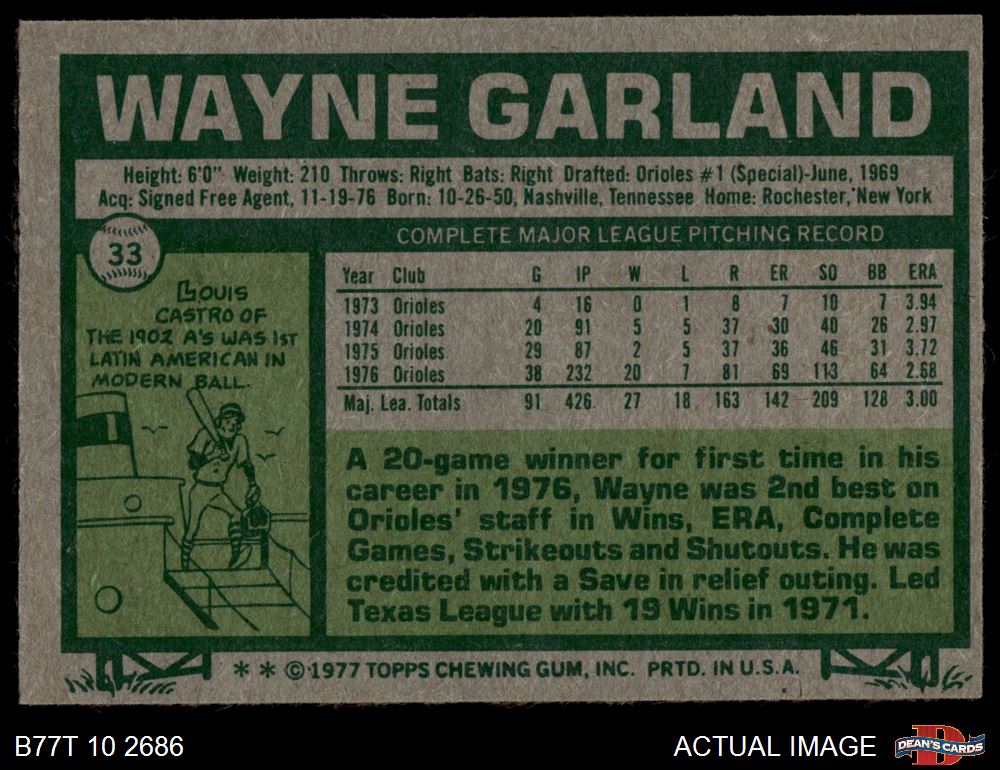 WAYNE GARLAND
Height: 6'0" Weight: 210 Throws: Right Bats: Right Drafted: Orioles #1 (Special)-June, 1969
Acq: Signed Free Agent, 11-19-76 Born: 10-26-50, Nashville, Tennessee Home: Rochester, New York
33
COMPLETE MAJOR LEAGUE PITCHING RECORD
Year Club G IP W L R ER SO BB ERA
1973 Orioles 4 16 0 1 8 7 10 7 3.94
1974 Orioles 20 91 5 5 37 30 40 26 2.97
1975 Orioles 29 87 2 5 37 36 46 31 3.72
1976 Orioles 38 232 20 7 81 69 113 64 2.68
Maj. Lea. Totals 91 426 27 18 163 142 209 128 3.00
LOUIS
CASTRO OF
THE 1902 A'S WAS 1ST
LATIN AMERICAN IN
MODERN BALL.
A 20-game winner for first time in his
career in 1976, Wayne was 2nd best on
Orioles' staff in Wins, ERA, Complete
Games, Strikeouts and Shutouts. He was
credited with a Save in relief outing. Led
Texas League with 19 Wins in 1971.
* * © 1977 TOPPS CHEWING GUM, INC. PRTD. IN U.S.A.
B77T 10 2686
ACTUAL IMAGE
DEAN'S CARDS